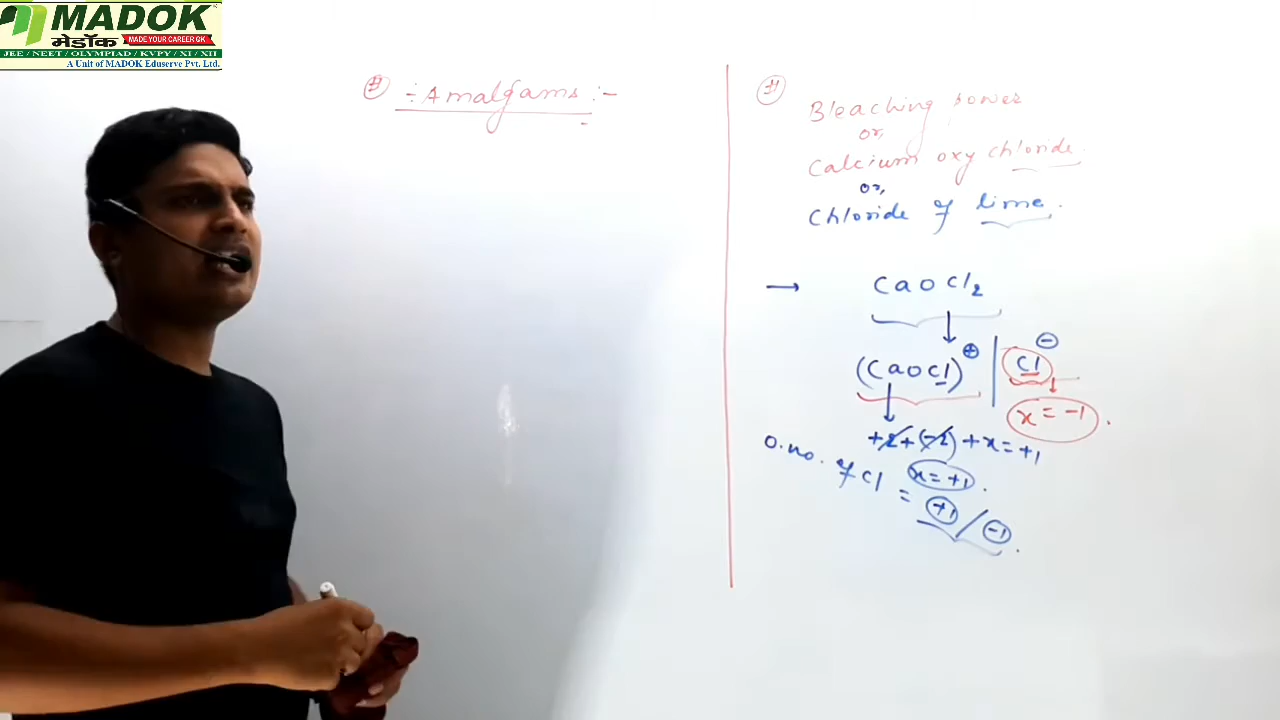 MADOK
मेडॉक MADE YOUR CAREER GK
JEE / NEET / OLYMPIAD / KVPY / XI / XII
A Unit of MADOK Eduserve Pvt. Ltd.
# :- Amalgams :-
# Bleaching power
or,
Calcium oxy chloride.
or,
Chloride of lime.
→ CaOCl₂
(CaOCl)⊕ | Cl⊖
x = -1.
+2 + (-2) + x = +1
O. no. of Cl x = +1.
= +1 / -1.